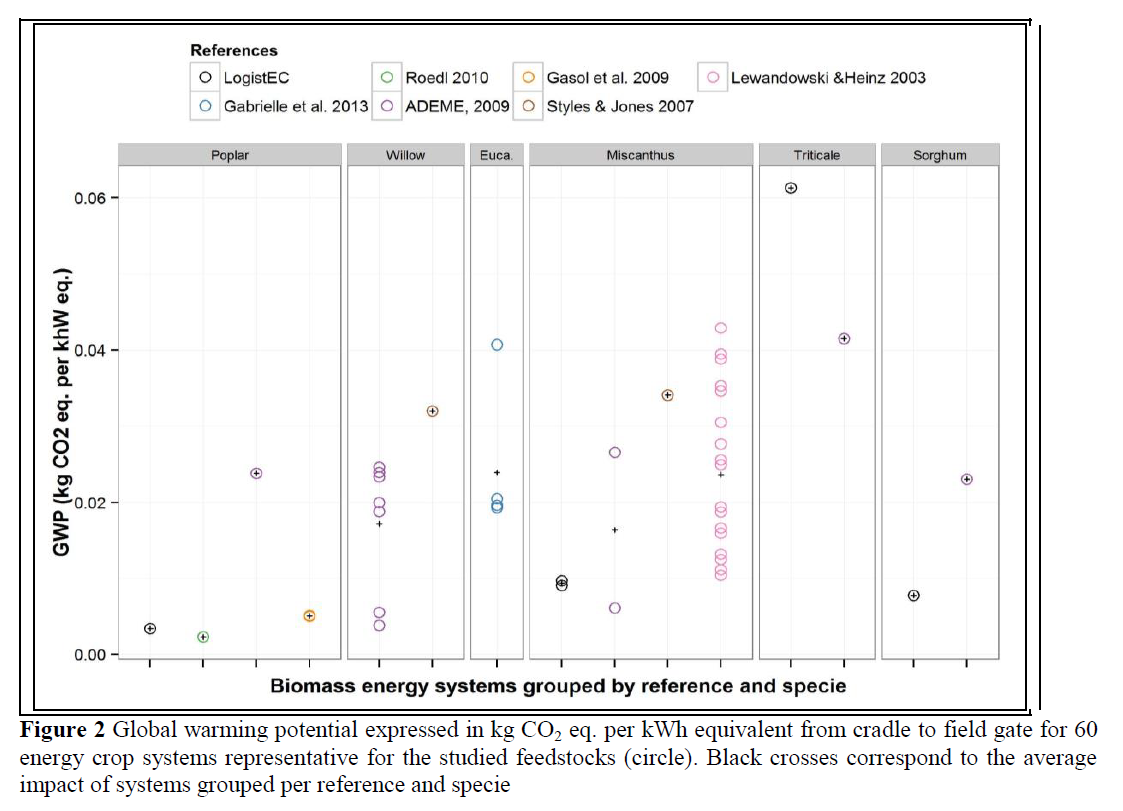 References
LogistEC
Roedl 2010
Gasol et al. 2009
Lewandowski &Heinz 2003
Gabrielle et al. 2013
ADEME, 2009
Styles & Jones 2007
Poplar
Willow
Euca.
Miscanthus
Triticale
Sorghum
GWP (kg CO2 eq. per khW eq.)
0.06
0.04
0.02
0.00
Biomass energy systems grouped by reference and specie
Figure 2 Global warming potential expressed in kg CO2 eq. per kWh equivalent from cradle to field gate for 60
energy crop systems representative for the studied feedstocks (circle). Black crosses correspond to the average
impact of systems grouped per reference and specie